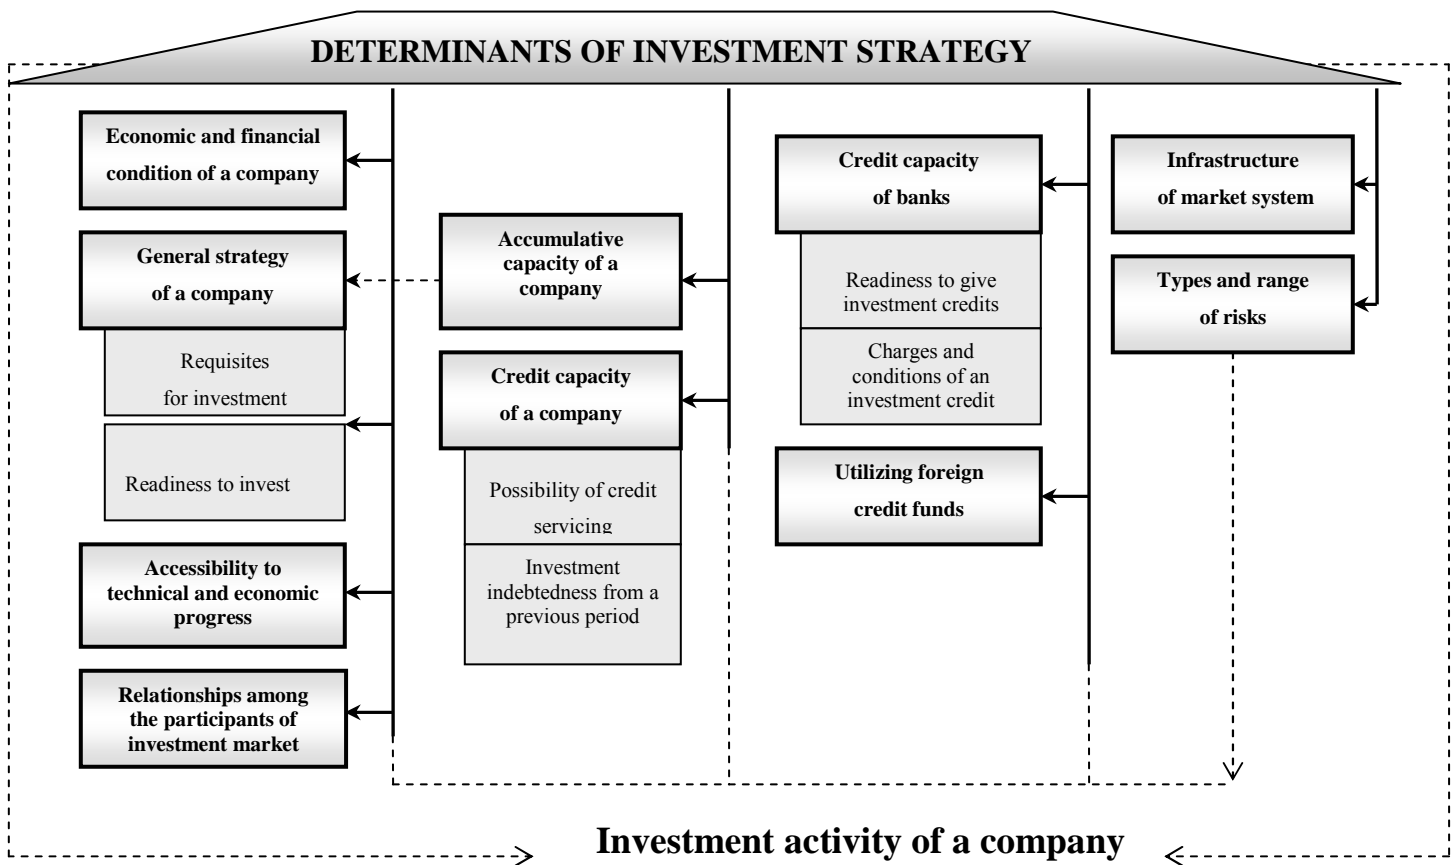 DETERMINANTS OF INVESTMENT STRATEGY
Economic and financial
condition of a company
General strategy
of a company
Requisites
for investment
Readiness to invest
Accessibility to
technical and economic
progress
Relationships among
the participants of
investment market
Accumulative
capacity of a
company
Credit capacity
of a company
Possibility of credit
servicing
Investment
indebtedness from a
previous period
Credit capacity
of banks
Readiness to give
investment credits
Charges and
conditions of an
investment credit
Utilizing foreign
credit funds
Infrastructure
of market system
Types and range
of risks
Investment activity of a company